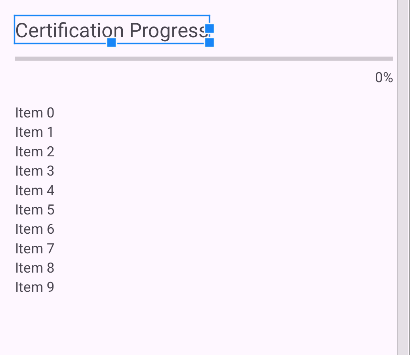 Certification Progress
0%
Item 0
Item 1
Item 2
Item 3
Item 4
Item 5
Item 6
Item 7
Item 8
Item 9